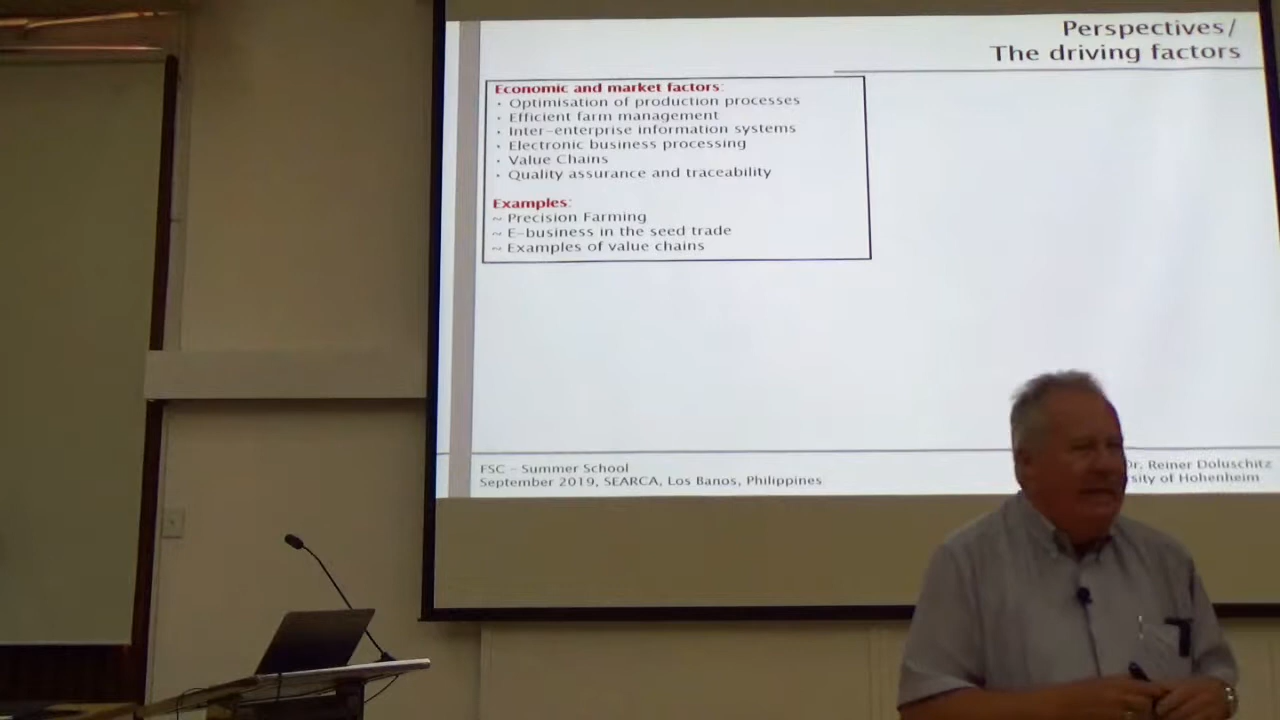 Perspectives/
The driving factors
Economic and market factors:
• Optimisation of production processes
• Efficient farm management
• Inter-enterprise information systems
• Electronic business processing
• Value Chains
• Quality assurance and traceability
Examples:
~ Precision Farming
~ E-business in the seed trade
~ Examples of value chains
FSC - Summer School
September 2019, SEARCA, Los Banos, Philippines
Dr. Reiner Doluschitz
of Hohenheim